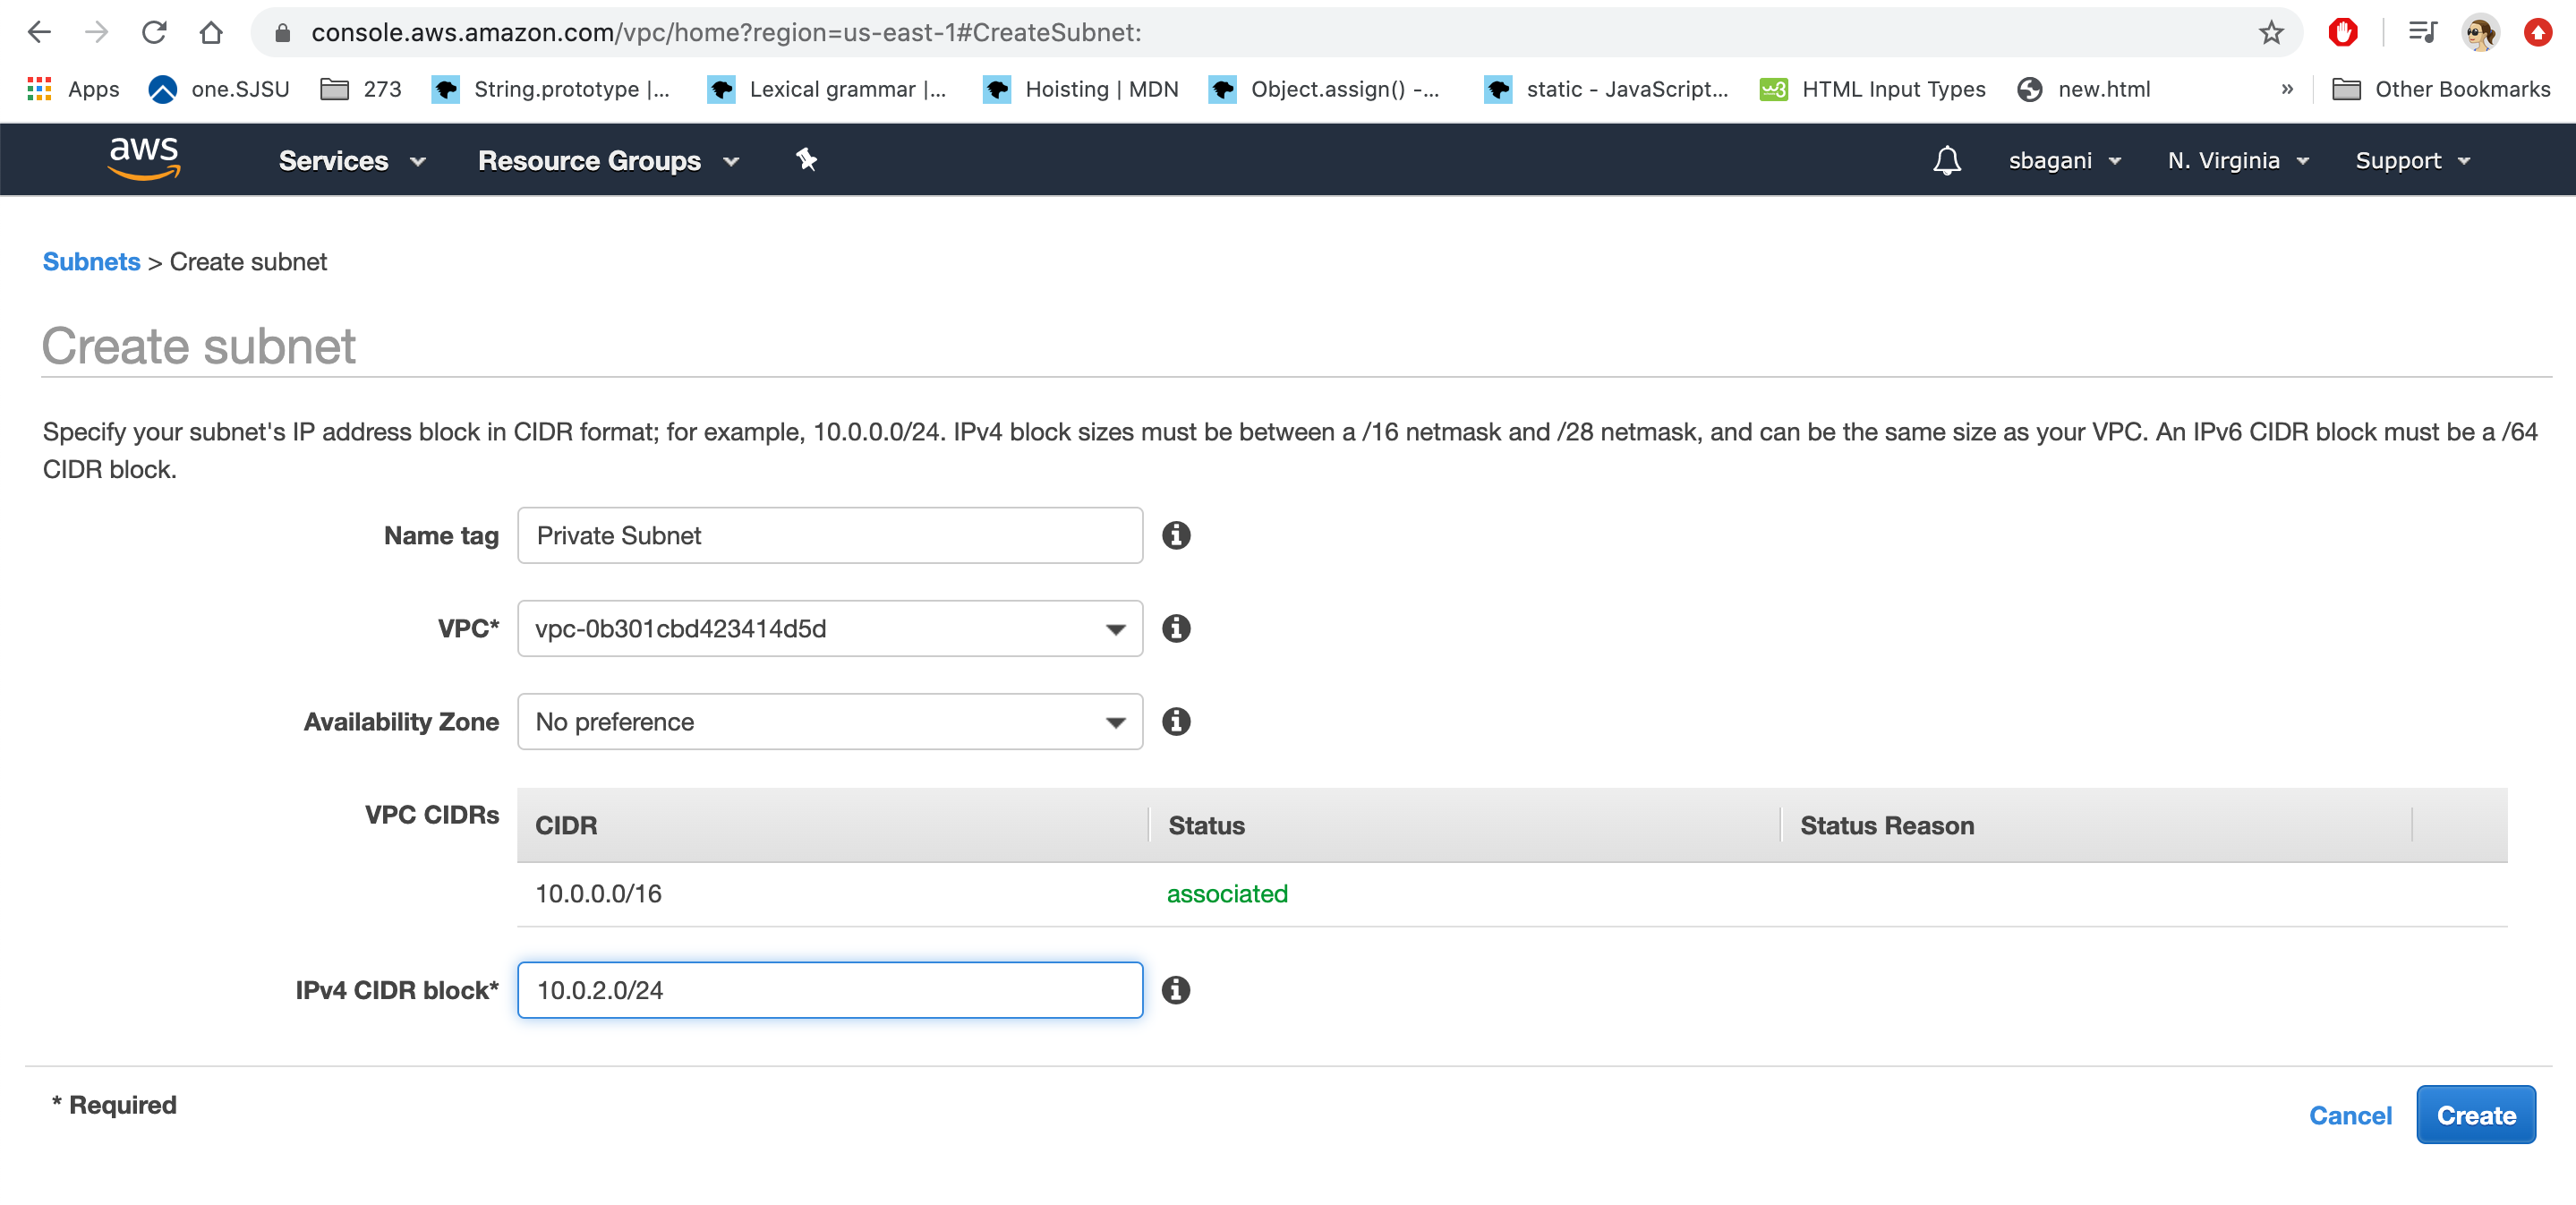 console.aws.amazon.com/vpc/home?region=us-east-1#CreateSubnet:
Apps one.SJSU 273 String.prototype |... Lexical grammar |... Hoisting | MDN Object.assign() -... static - JavaScript... w3 HTML Input Types new.html » Other Bookmarks
aws Services Resource Groups sbagani N. Virginia Support
Subnets > Create subnet
Create subnet
Specify your subnet's IP address block in CIDR format; for example, 10.0.0.0/24. IPv4 block sizes must be between a /16 netmask and /28 netmask, and can be the same size as your VPC. An IPv6 CIDR block must be a /64
CIDR block.
Name tag Private Subnet
VPC* vpc-0b301cbd423414d5d
Availability Zone No preference
VPC CIDRs CIDR Status Status Reason
10.0.0.0/16 associated
IPv4 CIDR block* 10.0.2.0/24
* Required
Cancel Create